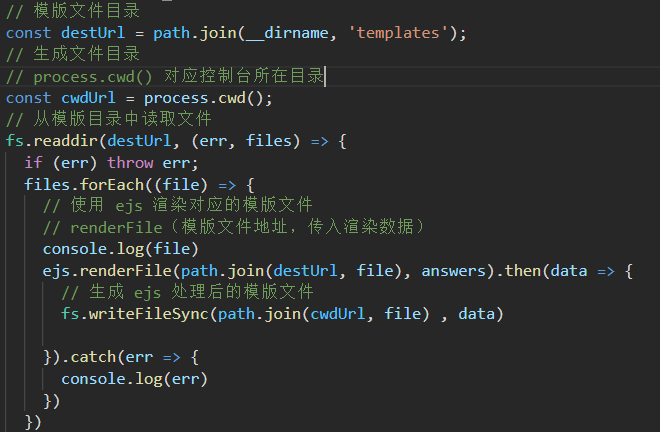 // 模版文件目录
const destUrl = path.join(__dirname, 'templates');
// 生成文件目录
// process.cwd() 对应控制台所在目录
const cwdUrl = process.cwd();
// 从模版目录中读取文件
fs.readdir(destUrl, (err, files) => {
  if (err) throw err;
  files.forEach((file) => {
    // 使用 ejs 渲染对应的模版文件
    // renderFile（模版文件地址，传入渲染数据）
    console.log(file)
    ejs.renderFile(path.join(destUrl, file), answers).then(data => {
      // 生成 ejs 处理后的模版文件
      fs.writeFileSync(path.join(cwdUrl, file) , data)
    }).catch(err => {
      console.log(err)
    })
  })